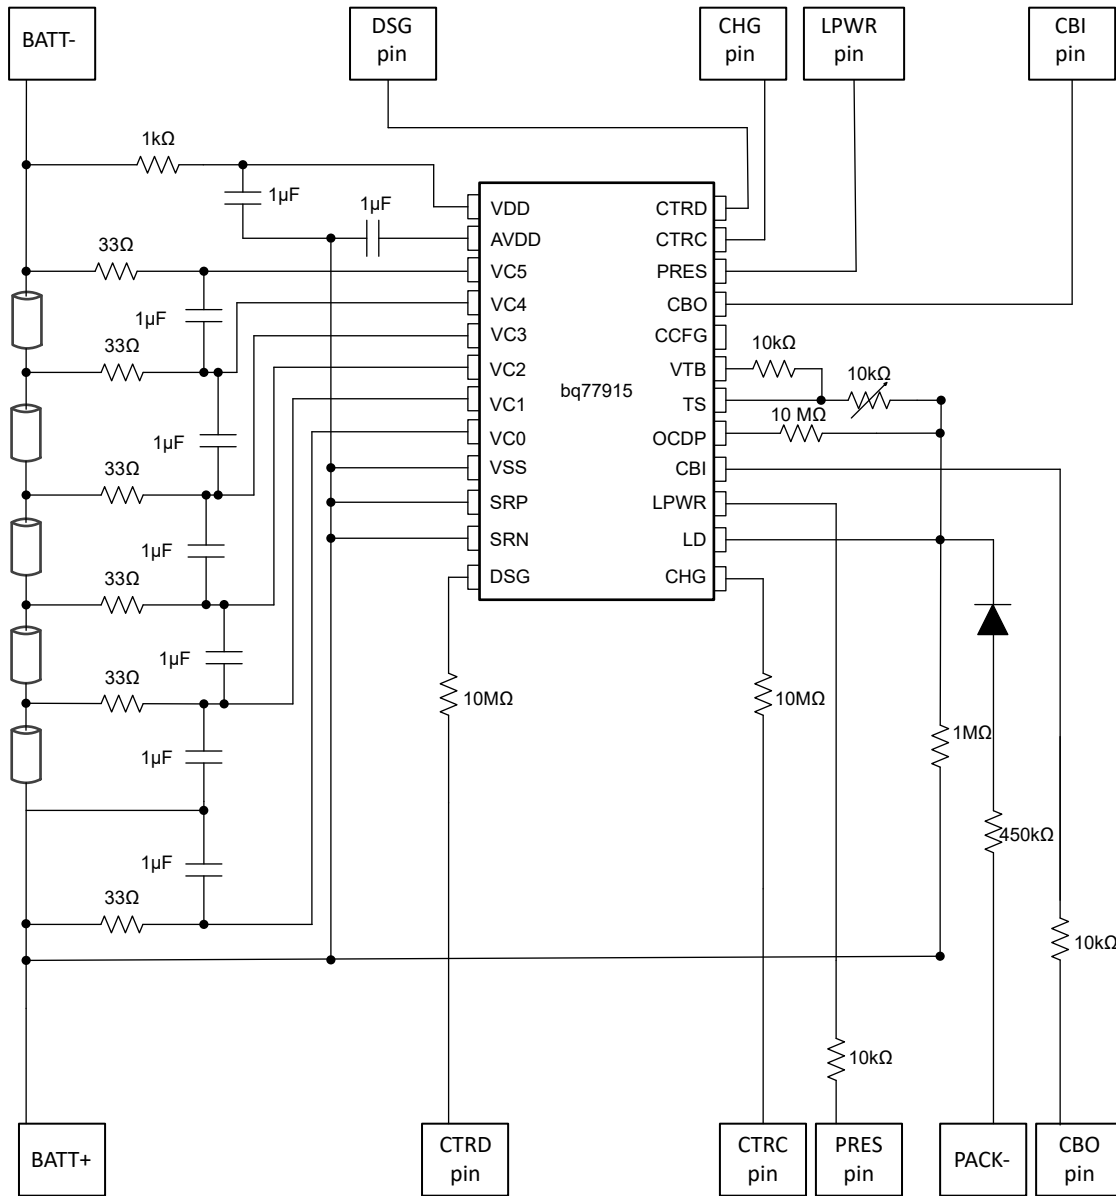 BATT-
DSG
pin
CHG
pin
LPWR
pin
CBI
pin
1kΩ
1µF
1µF
33Ω
1µF
33Ω
1µF
33Ω
1µF
33Ω
1µF
33Ω
1µF
1µF
33Ω
VDD
AVDD
VC5
VC4
VC3
VC2
VC1
VC0
VSS
SRP
SRN
DSG
bq77915
CTRD
CTRC
PRES
CBO
CCFG
VTB
TS
OCDP
CBI
LPWR
LD
CHG
10kΩ
10kΩ
10 MΩ
10MΩ
10MΩ
1MΩ
450kΩ
10kΩ
10kΩ
BATT+
CTRD
pin
CTRC
pin
PRES
pin
PACK-
CBO
pin